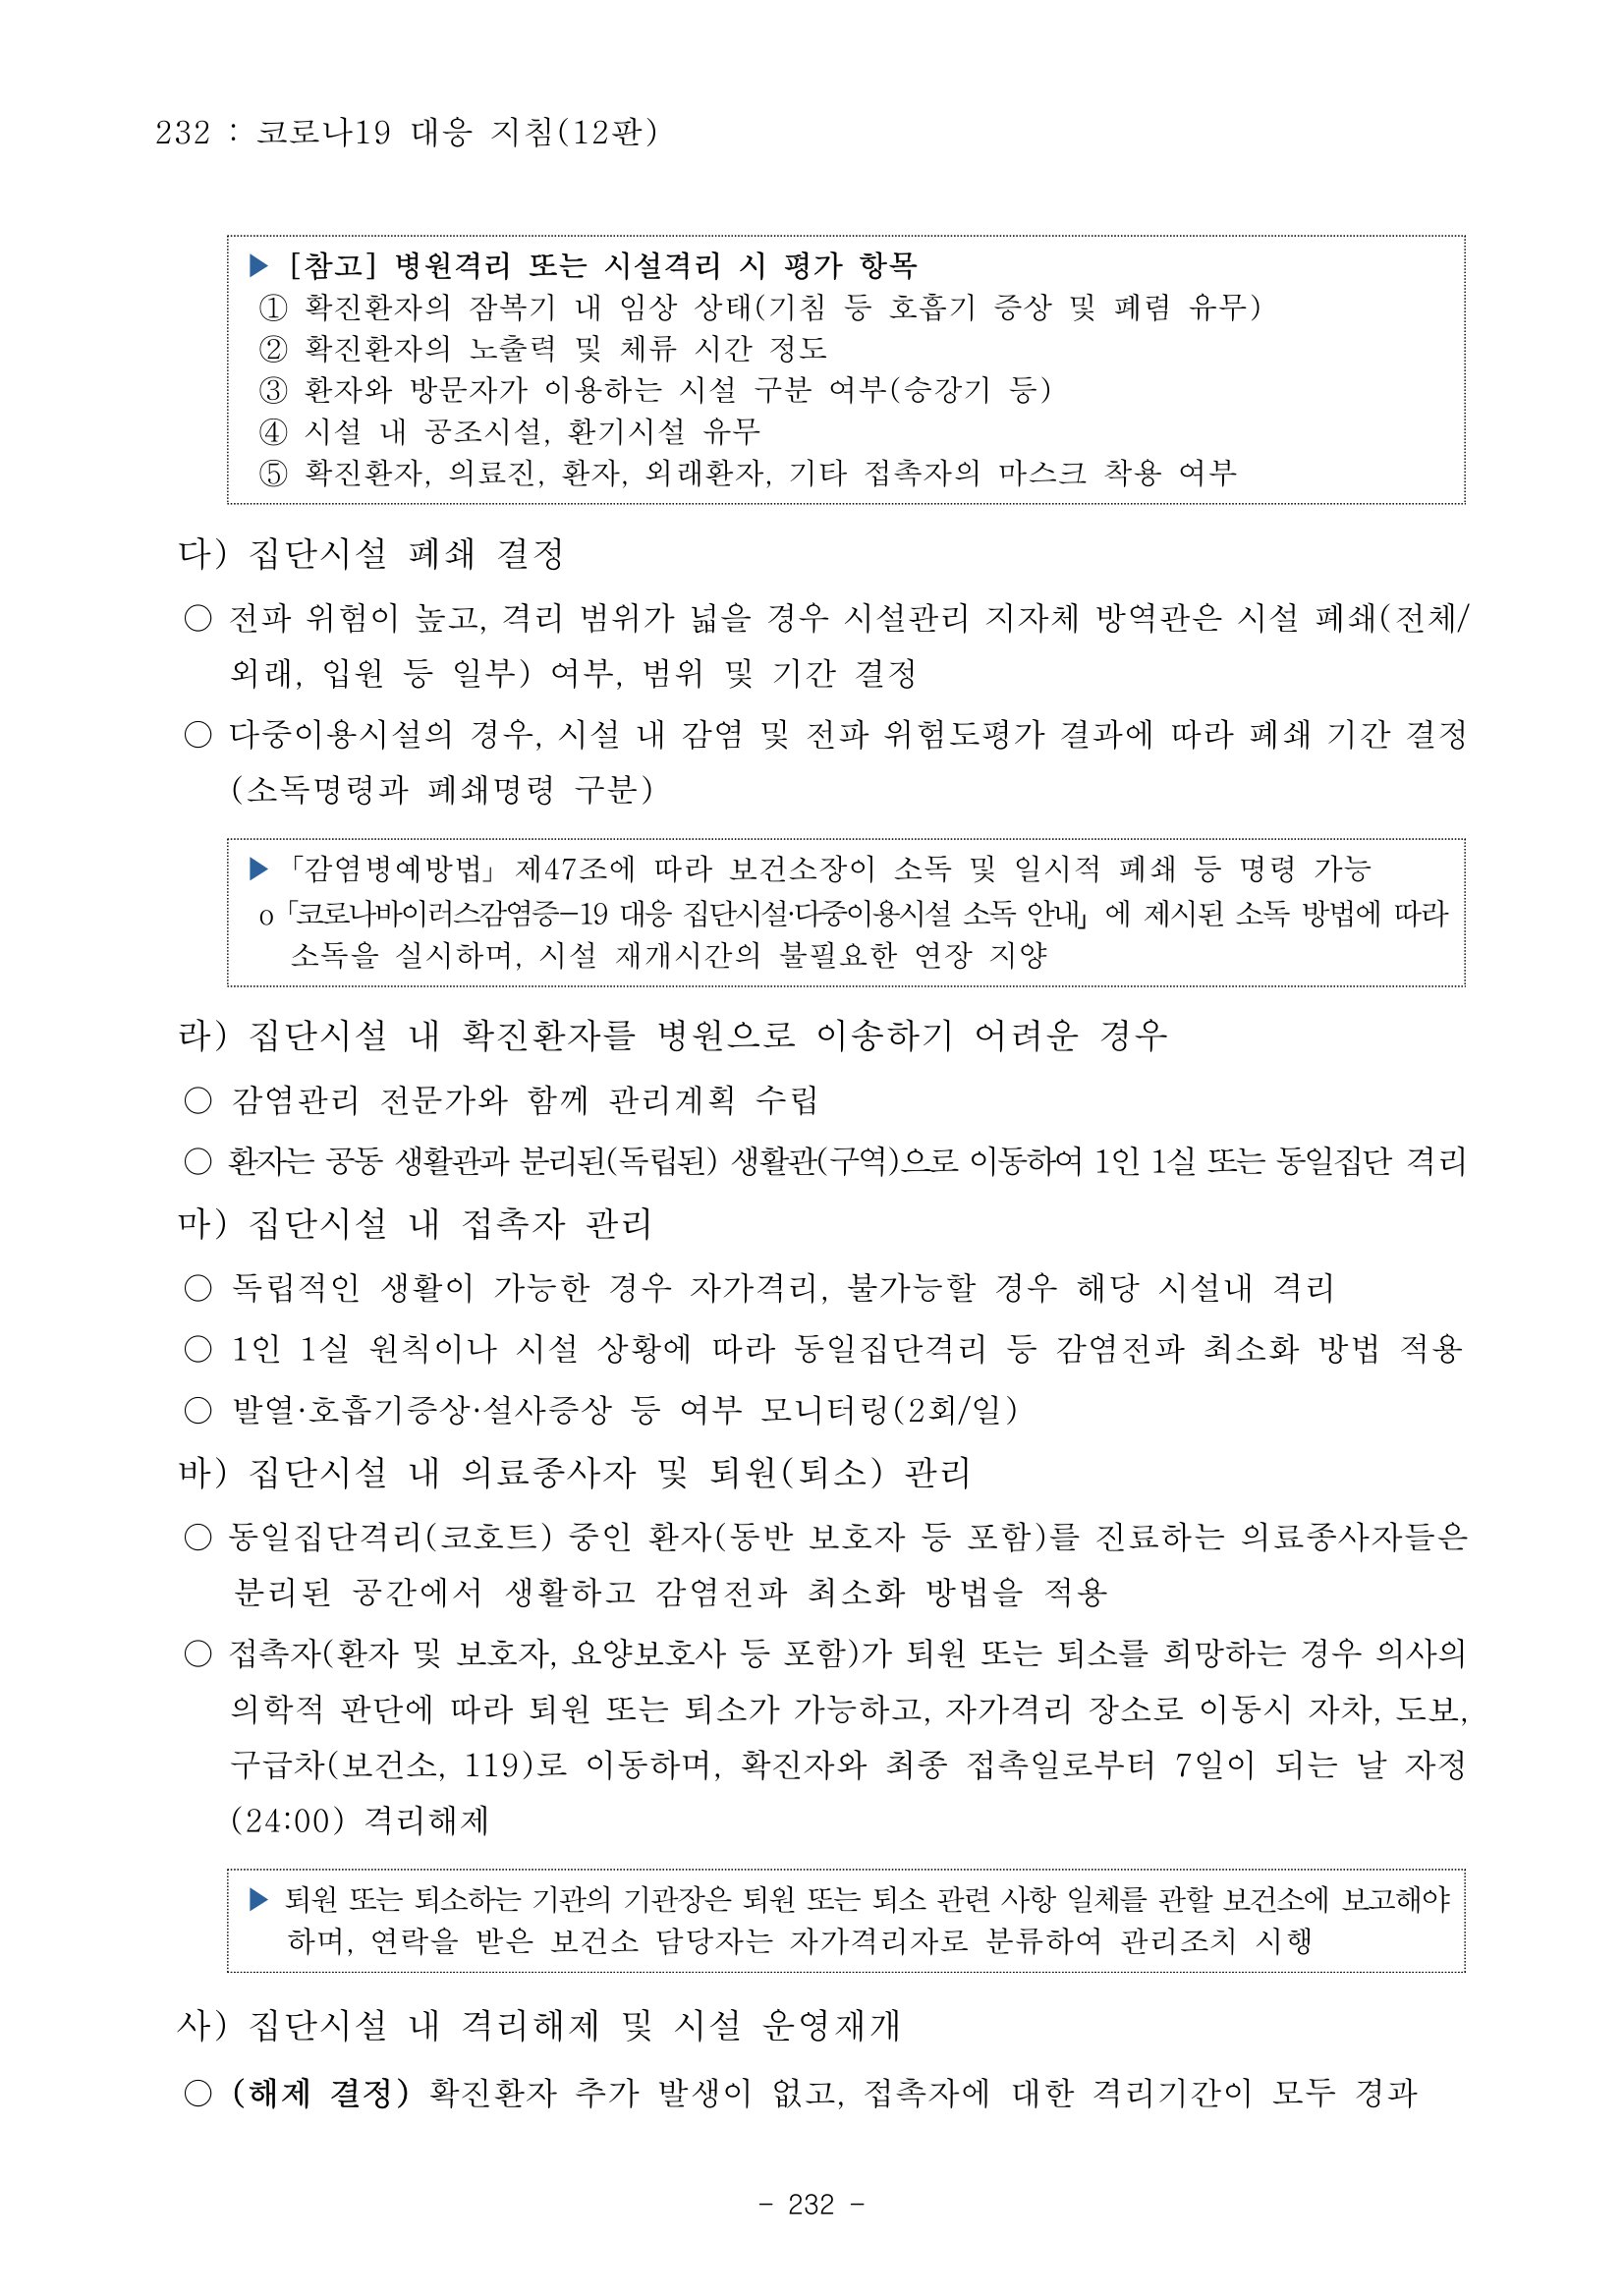 232 : 코로나19 대응 지침(12판)
▶ [참고] 병원격리 또는 시설격리 시 평가 항목
① 확진환자의 잠복기 내 임상 상태(기침 등 호흡기 증상 및 폐렴 유무)
② 확진환자의 노출력 및 체류 시간 정도
③ 환자와 방문자가 이용하는 시설 구분 여부(승강기 등)
④ 시설 내 공조시설, 환기시설 유무
⑤ 확진환자, 의료진, 환자, 외래환자, 기타 접촉자의 마스크 착용 여부
다) 집단시설 폐쇄 결정
○ 전파 위험이 높고, 격리 범위가 넓을 경우 시설관리 지자체 방역관은 시설 폐쇄(전체/
외래, 입원 등 일부) 여부, 범위 및 기간 결정
○ 다중이용시설의 경우, 시설 내 감염 및 전파 위험도평가 결과에 따라 폐쇄 기간 결정
(소독명령과 폐쇄명령 구분)
▶ 「감염병예방법」 제47조에 따라 보건소장이 소독 및 일시적 폐쇄 등 명령 가능
o 「코로나바이러스감염증-19 대응 집단시설·다중이용시설 소독 안내」 에 제시된 소독 방법에 따라
소독을 실시하며, 시설 재개시간의 불필요한 연장 지양
라) 집단시설 내 확진환자를 병원으로 이송하기 어려운 경우
○ 감염관리 전문가와 함께 관리계획 수립
○ 환자는 공동 생활관과 분리된(독립된) 생활관(구역)으로 이동하여 1인 1실 또는 동일집단 격리
마) 집단시설 내 접촉자 관리
○ 독립적인 생활이 가능한 경우 자가격리, 불가능할 경우 해당 시설내 격리
○ 1인 1실 원칙이나 시설 상황에 따라 동일집단격리 등 감염전파 최소화 방법 적용
○ 발열·호흡기증상·설사증상 등 여부 모니터링(2회/일)
바) 집단시설 내 의료종사자 및 퇴원(퇴소) 관리
○ 동일집단격리(코호트) 중인 환자(동반 보호자 등 포함)를 진료하는 의료종사자들은
분리된 공간에서 생활하고 감염전파 최소화 방법을 적용
○ 접촉자(환자 및 보호자, 요양보호사 등 포함)가 퇴원 또는 퇴소를 희망하는 경우 의사의
의학적 판단에 따라 퇴원 또는 퇴소가 가능하고, 자가격리 장소로 이동시 자차, 도보,
구급차(보건소, 119)로 이동하며, 확진자와 최종 접촉일로부터 7일이 되는 날 자정
(24:00) 격리해제
▶ 퇴원 또는 퇴소하는 기관의 기관장은 퇴원 또는 퇴소 관련 사항 일체를 관할 보건소에 보고해야
하며, 연락을 받은 보건소 담당자는 자가격리자로 분류하여 관리조치 시행
사) 집단시설 내 격리해제 및 시설 운영재개
○ (해제 결정) 확진환자 추가 발생이 없고, 접촉자에 대한 격리기간이 모두 경과
- 232 -